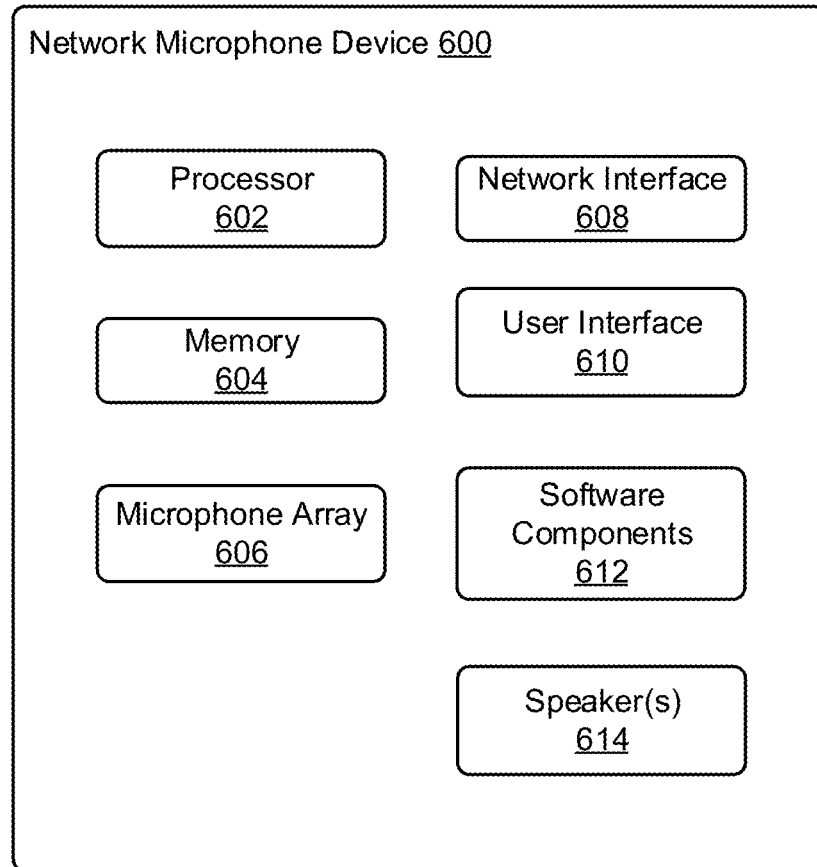 Network Microphone Device 600
Processor
602
Memory
604
Microphone Array
606
Network Interface
608
User Interface
610
Software
Components
612
Speaker(s)
614